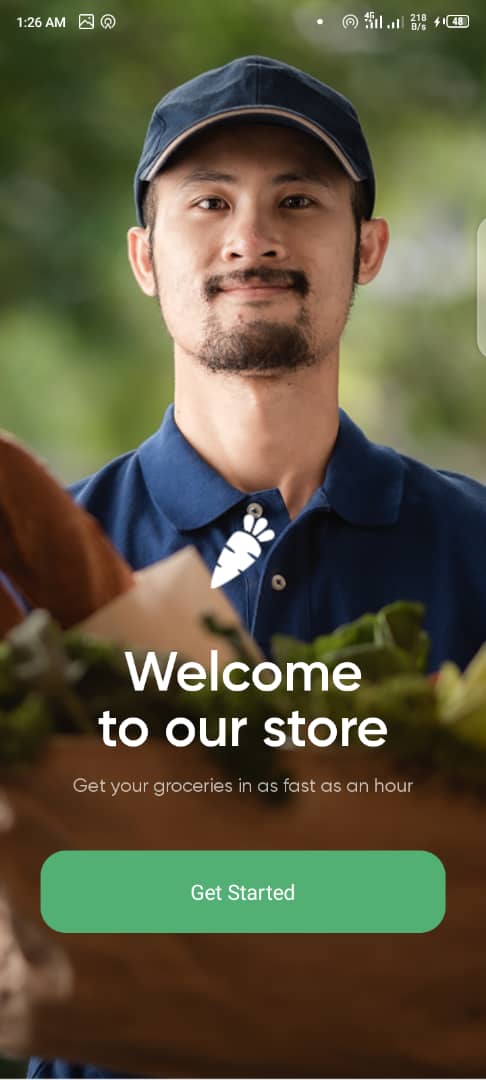 1:26 AM 4G 218 B/s 48
Welcome
to our store
Get your groceries in as fast as an hour
Get Started